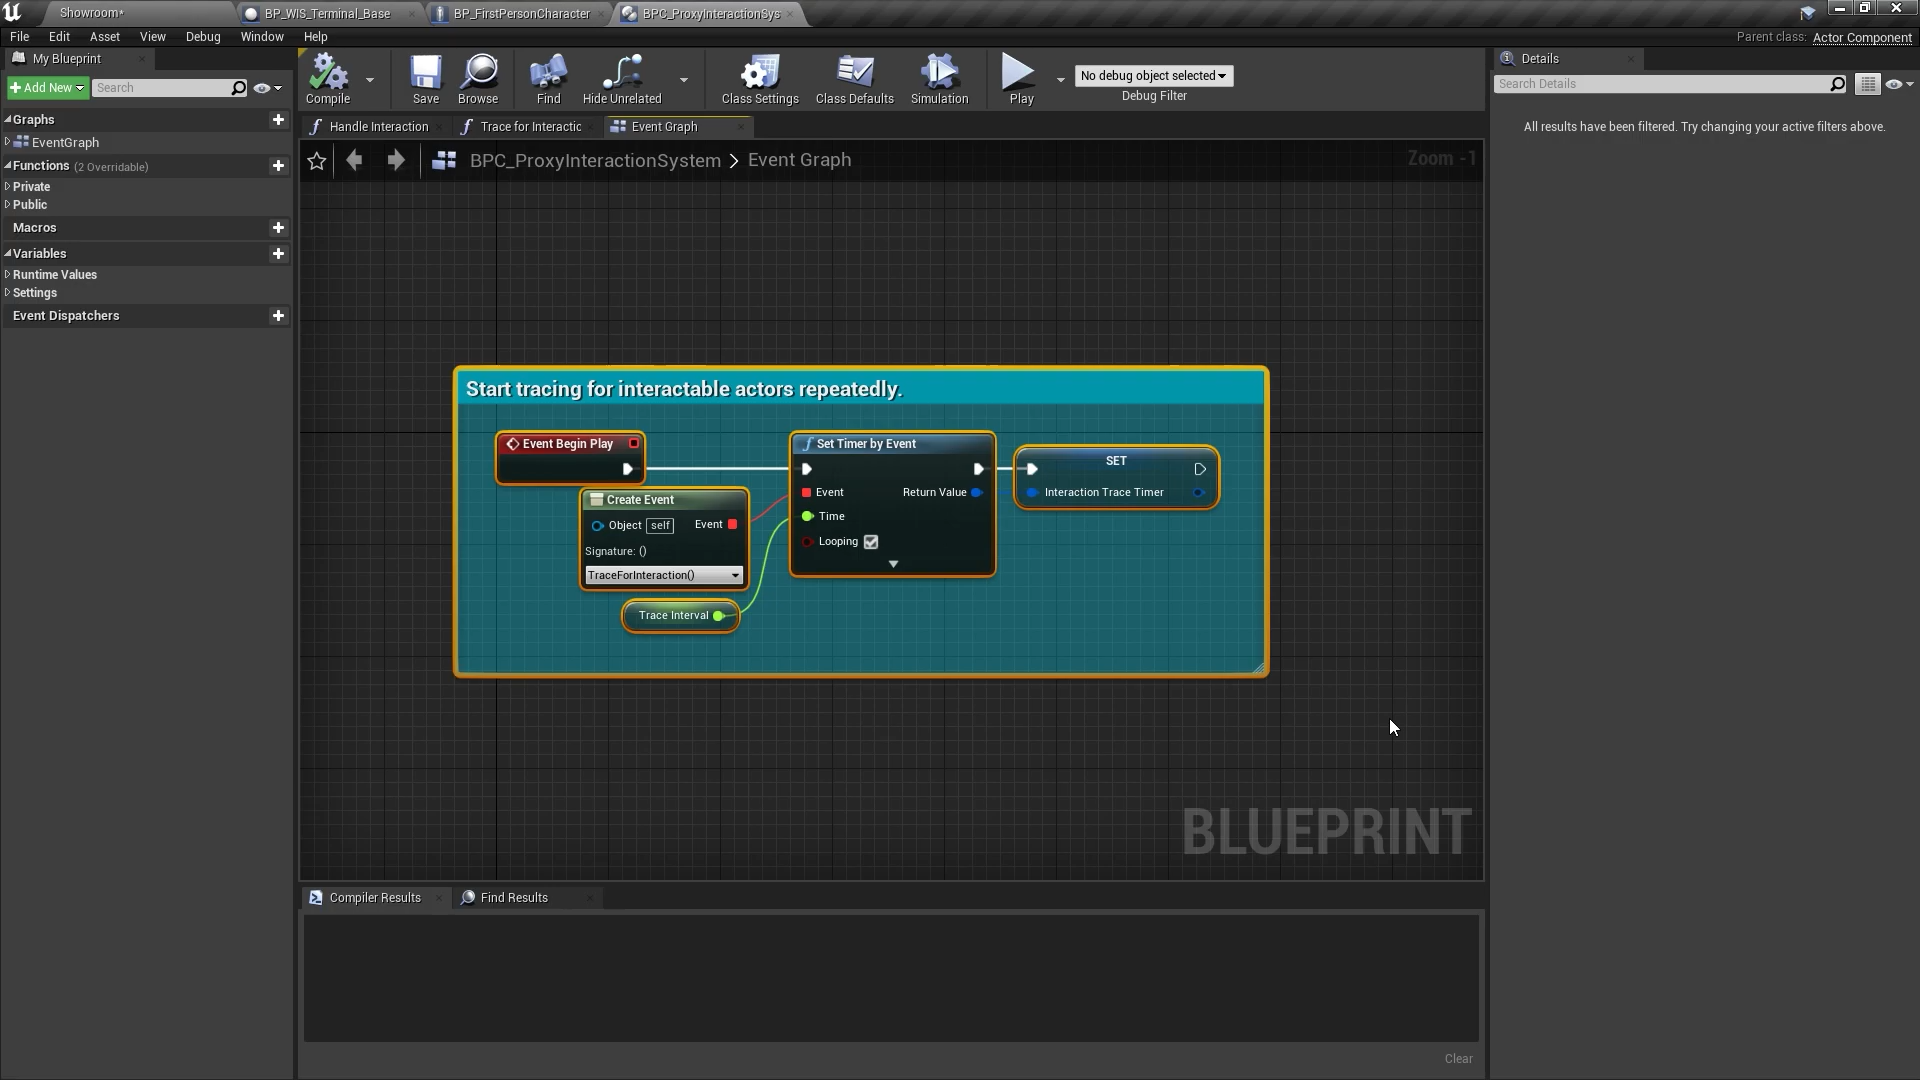 Showroom*
BP_WIS_Terminal_Base
BP_FirstPersonCharacter
BPC_ProxyInteractionSys
File Edit Asset View Debug Window Help
Parent class: Actor Component
My Blueprint
Add New
Search
Graphs
EventGraph
Functions (2 Overridable)
Private
Public
Macros
Variables
Runtime Values
Settings
Event Dispatchers
Compile
Save
Browse
Find
Hide Unrelated
Class Settings
Class Defaults
Simulation
Play
No debug object selected
Debug Filter
Handle Interaction
Trace for Interactic
Event Graph
BPC_ProxyInteractionSystem > Event Graph
Zoom -1
Start tracing for interactable actors repeatedly.
Event Begin Play
Create Event
Object self
Event
Signature: ()
TraceForInteraction()
Trace Interval
Set Timer by Event
Event
Return Value
Time
Looping
SET
Interaction Trace Timer
BLUEPRINT
Compiler Results
Find Results
Clear
Details
Search Details
All results have been filtered. Try changing your active filters above.